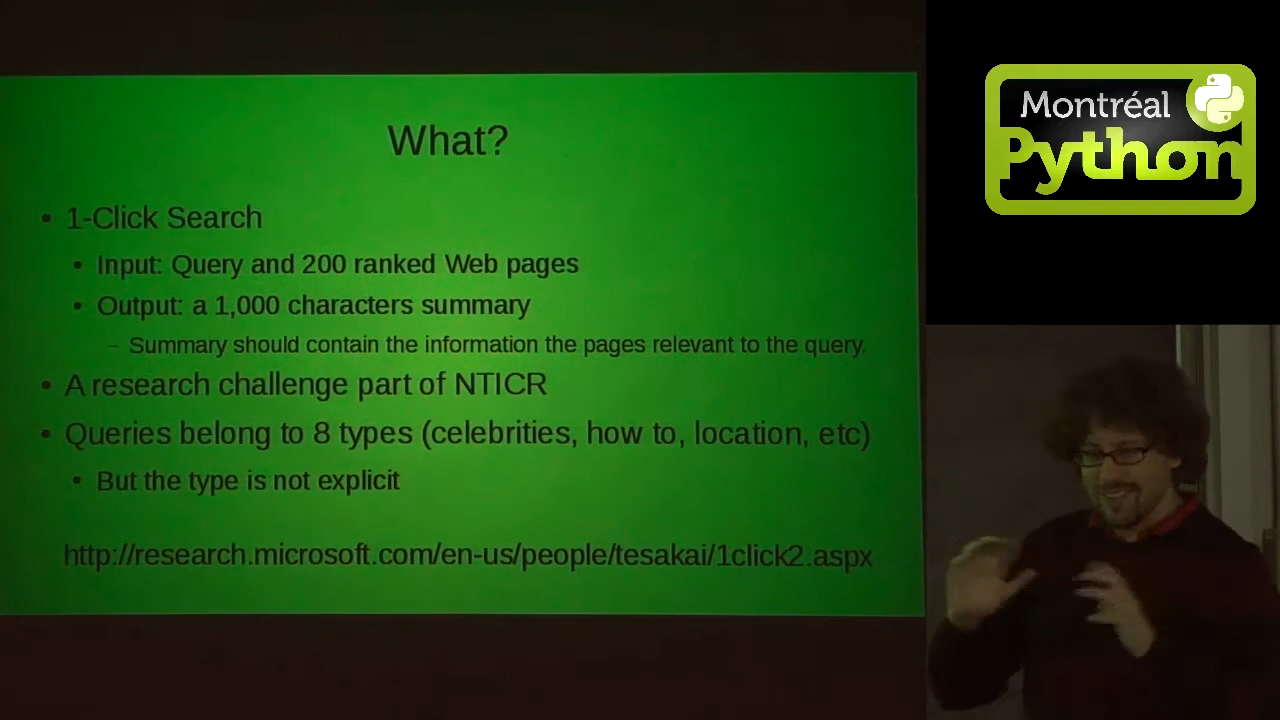 What?
• 1-Click Search
• Input: Query and 200 ranked Web pages
• Output: a 1,000 characters summary
– Summary should contain the information the pages relevant to the query.
• A research challenge part of NTICR
• Queries belong to 8 types (celebrities, how to, location, etc)
• But the type is not explicit
http://research.microsoft.com/en-us/people/tesakai/1click2.aspx
Montréal
Python